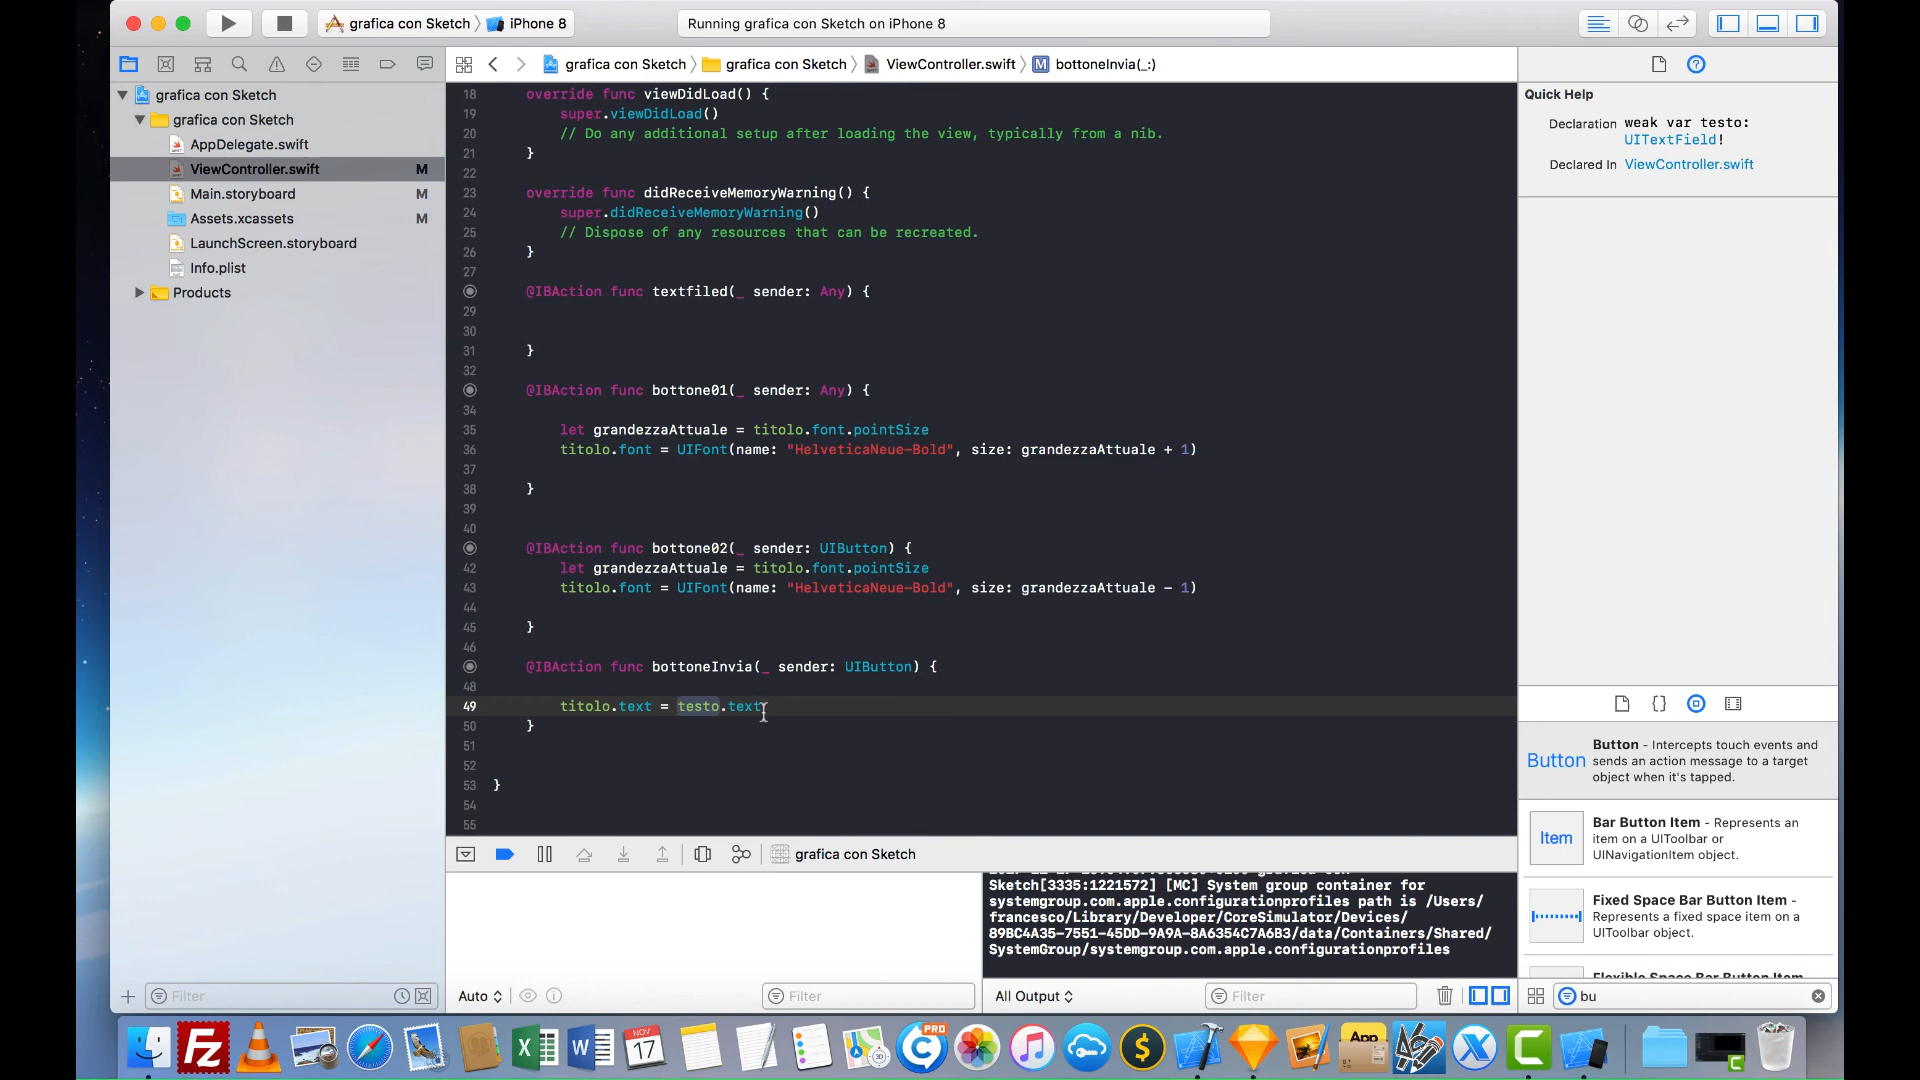 grafica con Sketch
iPhone 8
Running grafica con Sketch on iPhone 8
grafica con Sketch
grafica con Sketch
ViewController.swift
bottoneInvia(_:)
grafica con Sketch
grafica con Sketch
AppDelegate.swift
ViewController.swift M
Main.storyboard M
Assets.xcassets M
LaunchScreen.storyboard
Info.plist
Products
Filter
18 override func viewDidLoad() {
19 super.viewDidLoad()
20 // Do any additional setup after loading the view, typically from a nib.
21 }
22
23 override func didReceiveMemoryWarning() {
24 super.didReceiveMemoryWarning()
25 // Dispose of any resources that can be recreated.
26 }
27
@IBAction func textfiled(_ sender: Any) {
29
30
31 }
32
@IBAction func bottone01(_ sender: Any) {
34
35 let grandezzaAttuale = titolo.font.pointSize
36 titolo.font = UIFont(name: "HelveticaNeue-Bold", size: grandezzaAttuale + 1)
37
38 }
39
40
@IBAction func bottone02(_ sender: UIButton) {
42 let grandezzaAttuale = titolo.font.pointSize
43 titolo.font = UIFont(name: "HelveticaNeue-Bold", size: grandezzaAttuale - 1)
44
45 }
46
@IBAction func bottoneInvia(_ sender: UIButton) {
48
49 titolo.text = testo.text
50 }
51
52
53 }
54
55
grafica con Sketch
Sketch[3335:1221572] [MC] System group container for
systemgroup.com.apple.configurationprofiles path is /Users/
francesco/Library/Developer/CoreSimulator/Devices/
89BC4A35-7551-45DD-9A9A-8A6354C7A6B3/data/Containers/Shared/
SystemGroup/systemgroup.com.apple.configurationprofiles
Auto
Filter
All Output
Filter
Quick Help
Declaration weak var testo:
UITextField!
Declared In ViewController.swift
Button
Button - Intercepts touch events and
sends an action message to a target
object when it's tapped.
Item
Bar Button Item - Represents an
item on a UIToolbar or
UINavigationItem object.
Fixed Space Bar Button Item -
Represents a fixed space item on a
UIToolbar object.
Flexible Space Bar Button Item
bu
NOV
17
PRO
App
3D